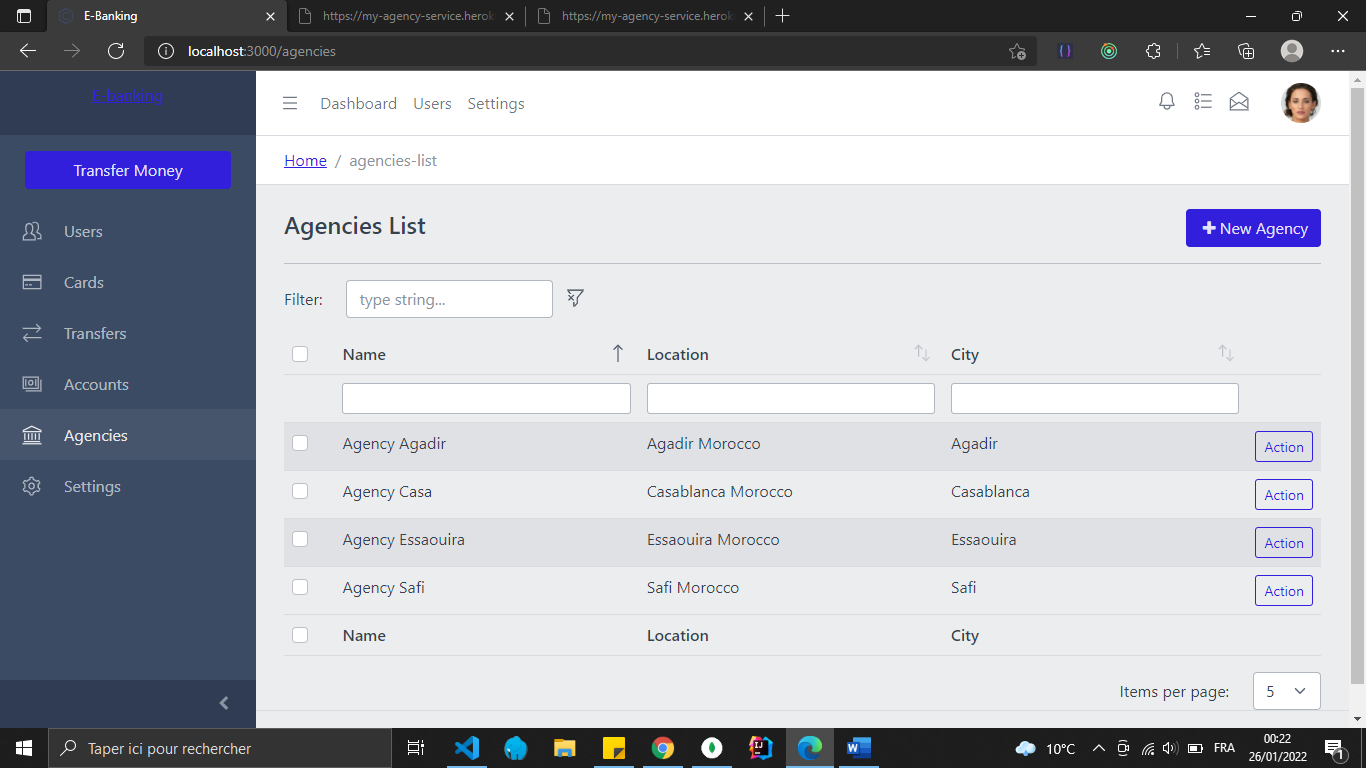 E-Banking
https://my-agency-service.herok
https://my-agency-service.herok
localhost:3000/agencies
E-banking
Dashboard Users Settings
Home / agencies-list
Transfer Money
Users
Cards
Transfers
Accounts
Agencies
Settings
Agencies List
New Agency
Filter: type string...
Name Location City
Agency Agadir Agadir Morocco Agadir Action
Agency Casa Casablanca Morocco Casablanca Action
Agency Essaouira Essaouira Morocco Essaouira Action
Agency Safi Safi Morocco Safi Action
Name Location City
Items per page: 5
Taper ici pour rechercher
10°C
FRA
00:22
26/01/2022
1